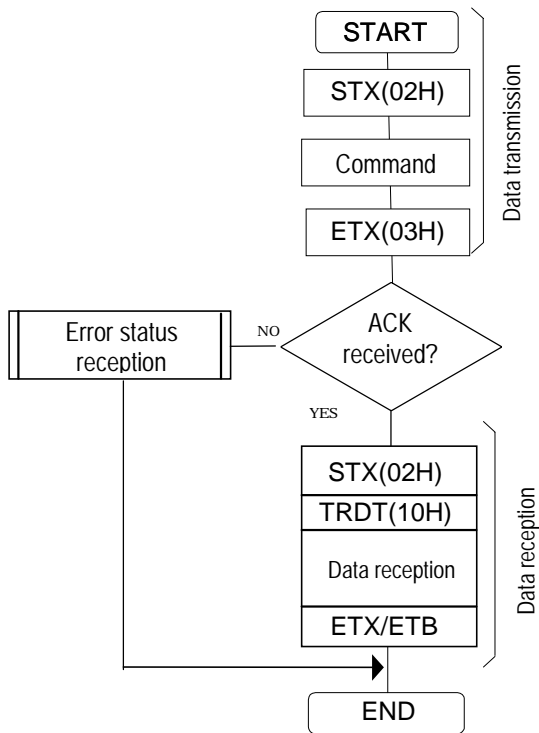 START
STX(02H)
Command
ETX(03H)
Data transmission
ACK
received?
NO
Error status
reception
YES
STX(02H)
TRDT(10H)
Data reception
ETX/ETB
Data reception
END